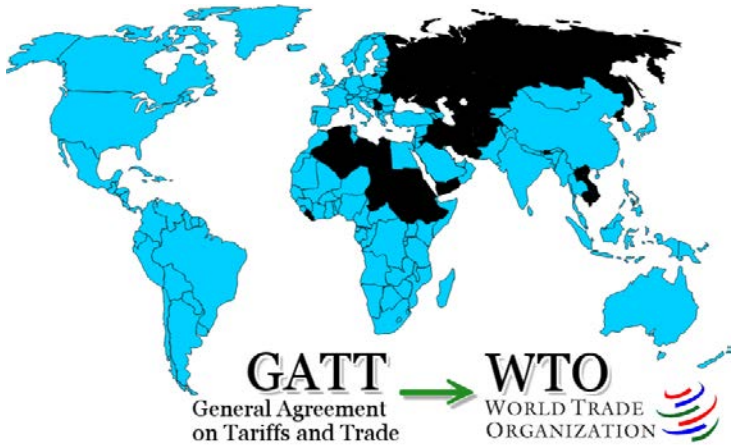 GATT
General Agreement
on Tariffs and Trade
WTO
WORLD TRADE
ORGANIZATION